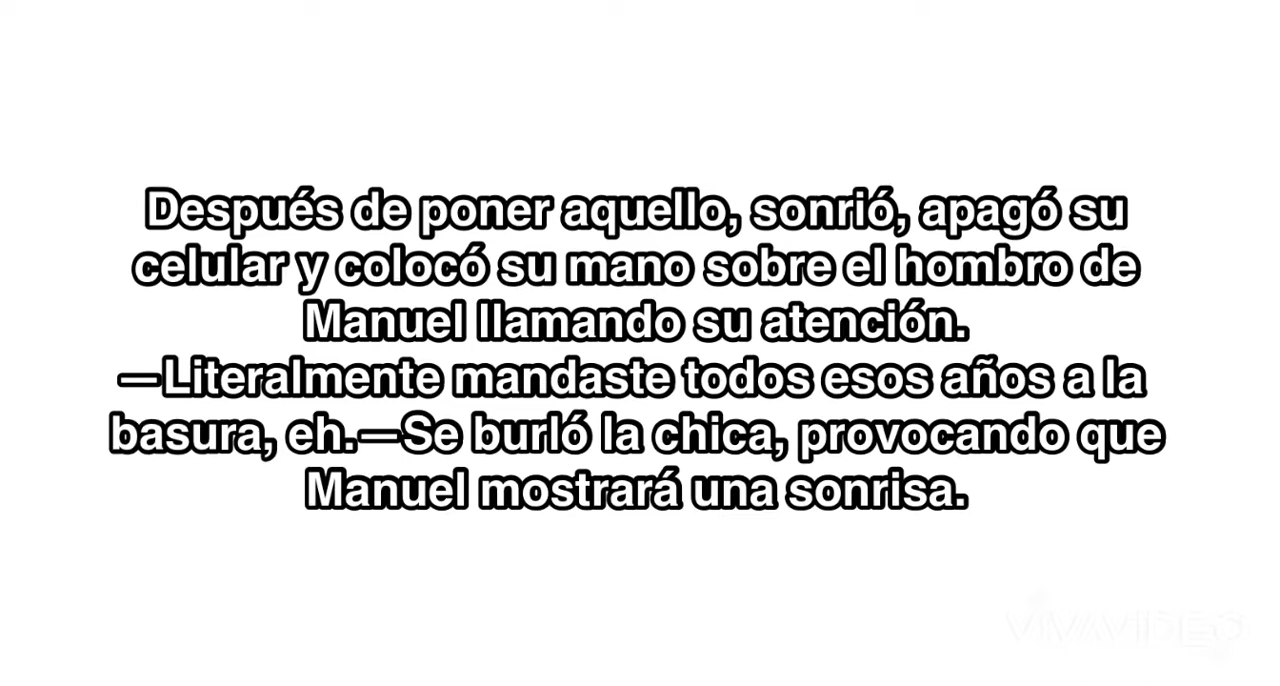 Después de poner aquello, sonrió, apagó su
celular y colocó su mano sobre el hombro de
Manuel llamando su atención.
—Literalmente mandaste todos esos años a la
basura, eh.—Se burló la chica, provocando que
Manuel mostrará una sonrisa.
VIVAVIDEO